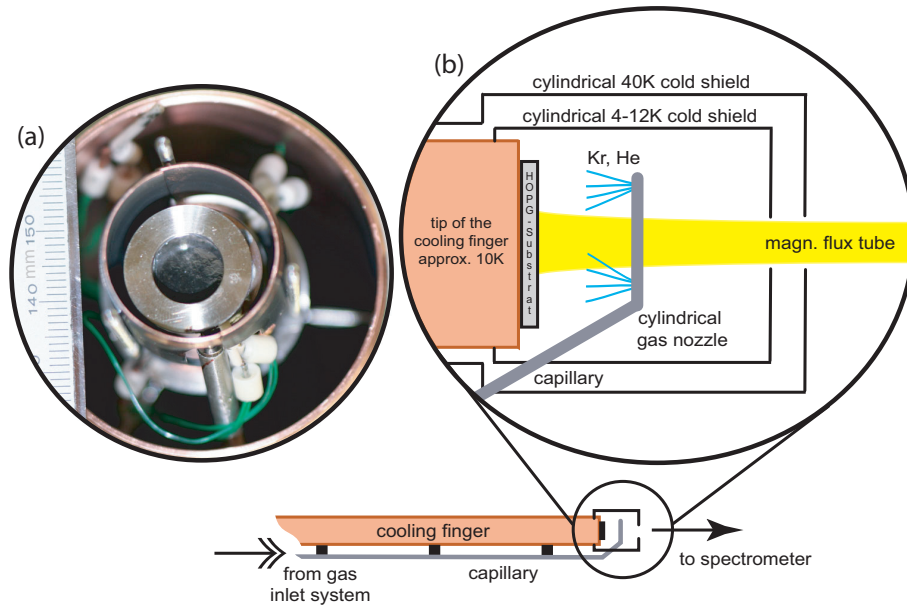 (a)
140 mm 150
(b)
cylindrical 40K cold shield
cylindrical 4-12K cold shield
Kr, He
HOPG-Substrat
tip of the
cooling finger
approx. 10K
magn. flux tube
cylindrical
gas nozzle
capillary
cooling finger
from gas
inlet system
capillary
to spectrometer